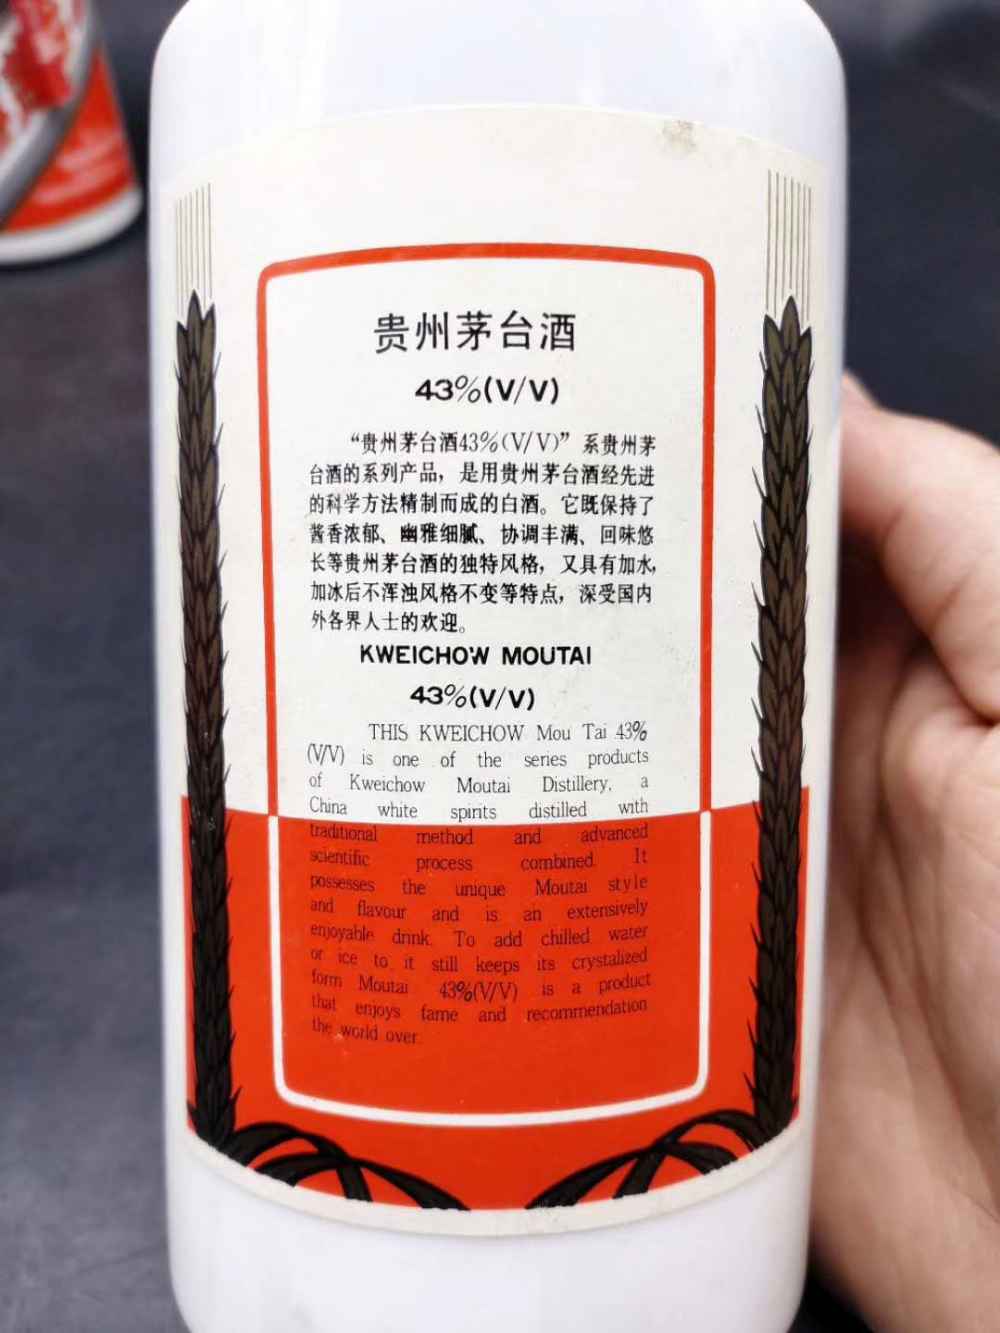 贵州茅台酒
43%(V/V)
“贵州茅台酒43%(V/V)” 系贵州茅
台酒的系列产品，是用贵州茅台酒经先进
的科学方法精制而成的白酒。它既保持了
酱香浓郁、幽雅细腻、协调丰满、回味悠
长等贵州茅台酒的独特风格，又具有加水，
加冰后不浑浊风格不变等特点，深受国内
外各界人士的欢迎。
KWEICHOW MOUTAI
43%(V/V)
THIS KWEICHOW Mou Tai 43%
(V/V) is one of the series products
of Kweichow Moutai Distillery, a
China white spirits distilled with
traditional method and advanced
scientific process combined. It
possesses the unique Moutai style
and flavour and is an extensively
enjoyable drink. To add chilled water
or ice to it still keeps its crystalized
form Moutai 43%(V/V) is a product
that enjoys fame and recommendation
the world over.